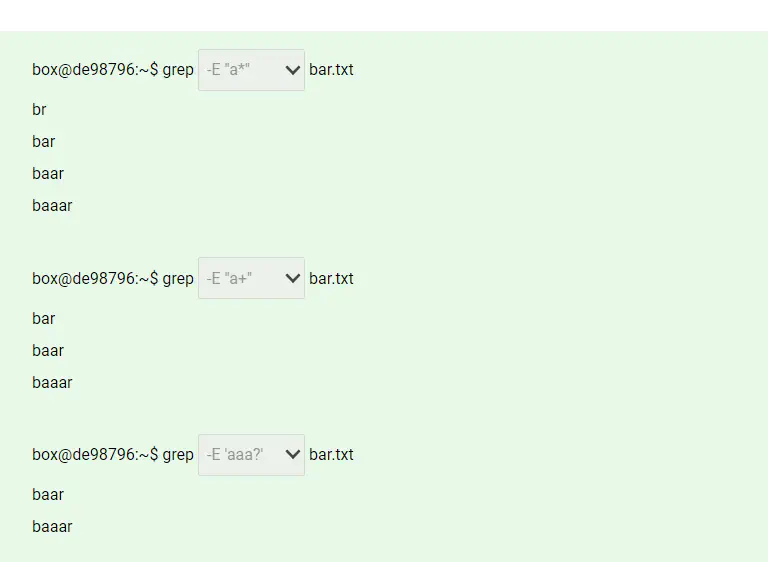 box@de98796:~$ grep -E "a*" bar.txt
br
bar
baar
baaar
box@de98796:~$ grep -E "a+" bar.txt
bar
baar
baaar
box@de98796:~$ grep -E 'aaa?' bar.txt
baar
baaar